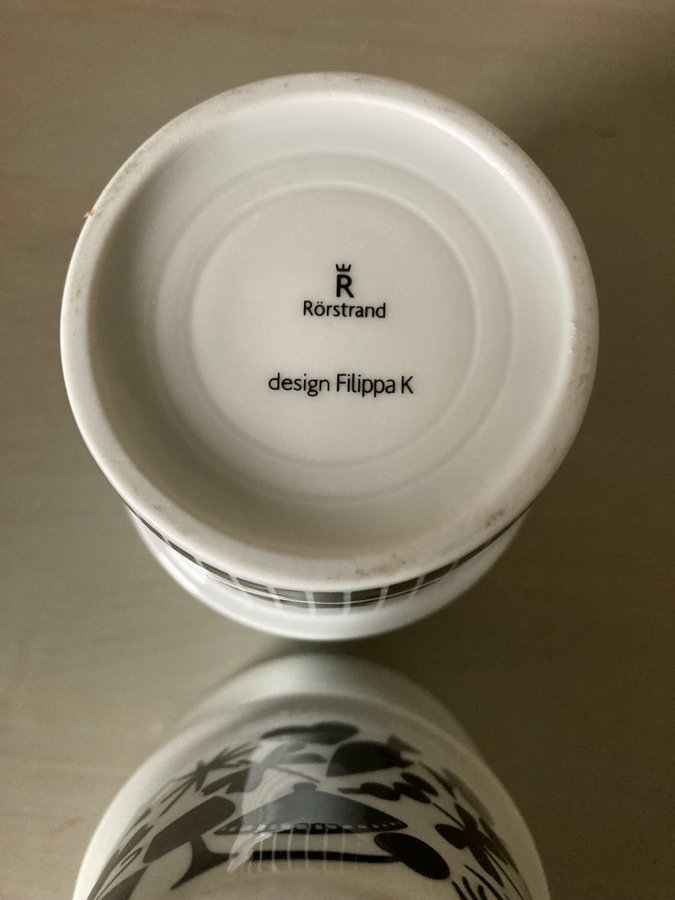 R
Rörstrand
design Filippa K